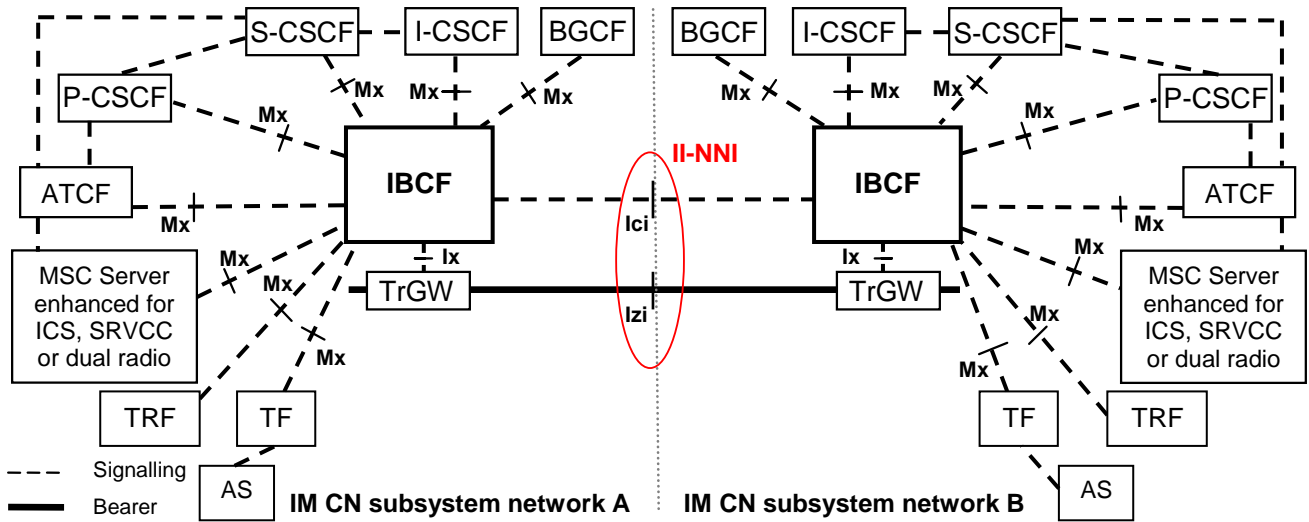 S-CSCF
I-CSCF
BGCF
BGCF
I-CSCF
S-CSCF
P-CSCF
Mx
Mx
Mx
Mx
Mx
Mx
P-CSCF
Mx
Mx
IBCF
II-NNI
IBCF
ATCF
Mx
Ici
Mx
ATCF
MSC Server
enhanced for
ICS, SRVCC
or dual radio
Mx
Mx
Mx
Ix
TrGW
Izi
Ix
TrGW
Mx
Mx
Mx
MSC Server
enhanced for
ICS, SRVCC
or dual radio
TRF
TF
TF
TRF
Signalling
Bearer
AS
IM CN subsystem network A
IM CN subsystem network B
AS